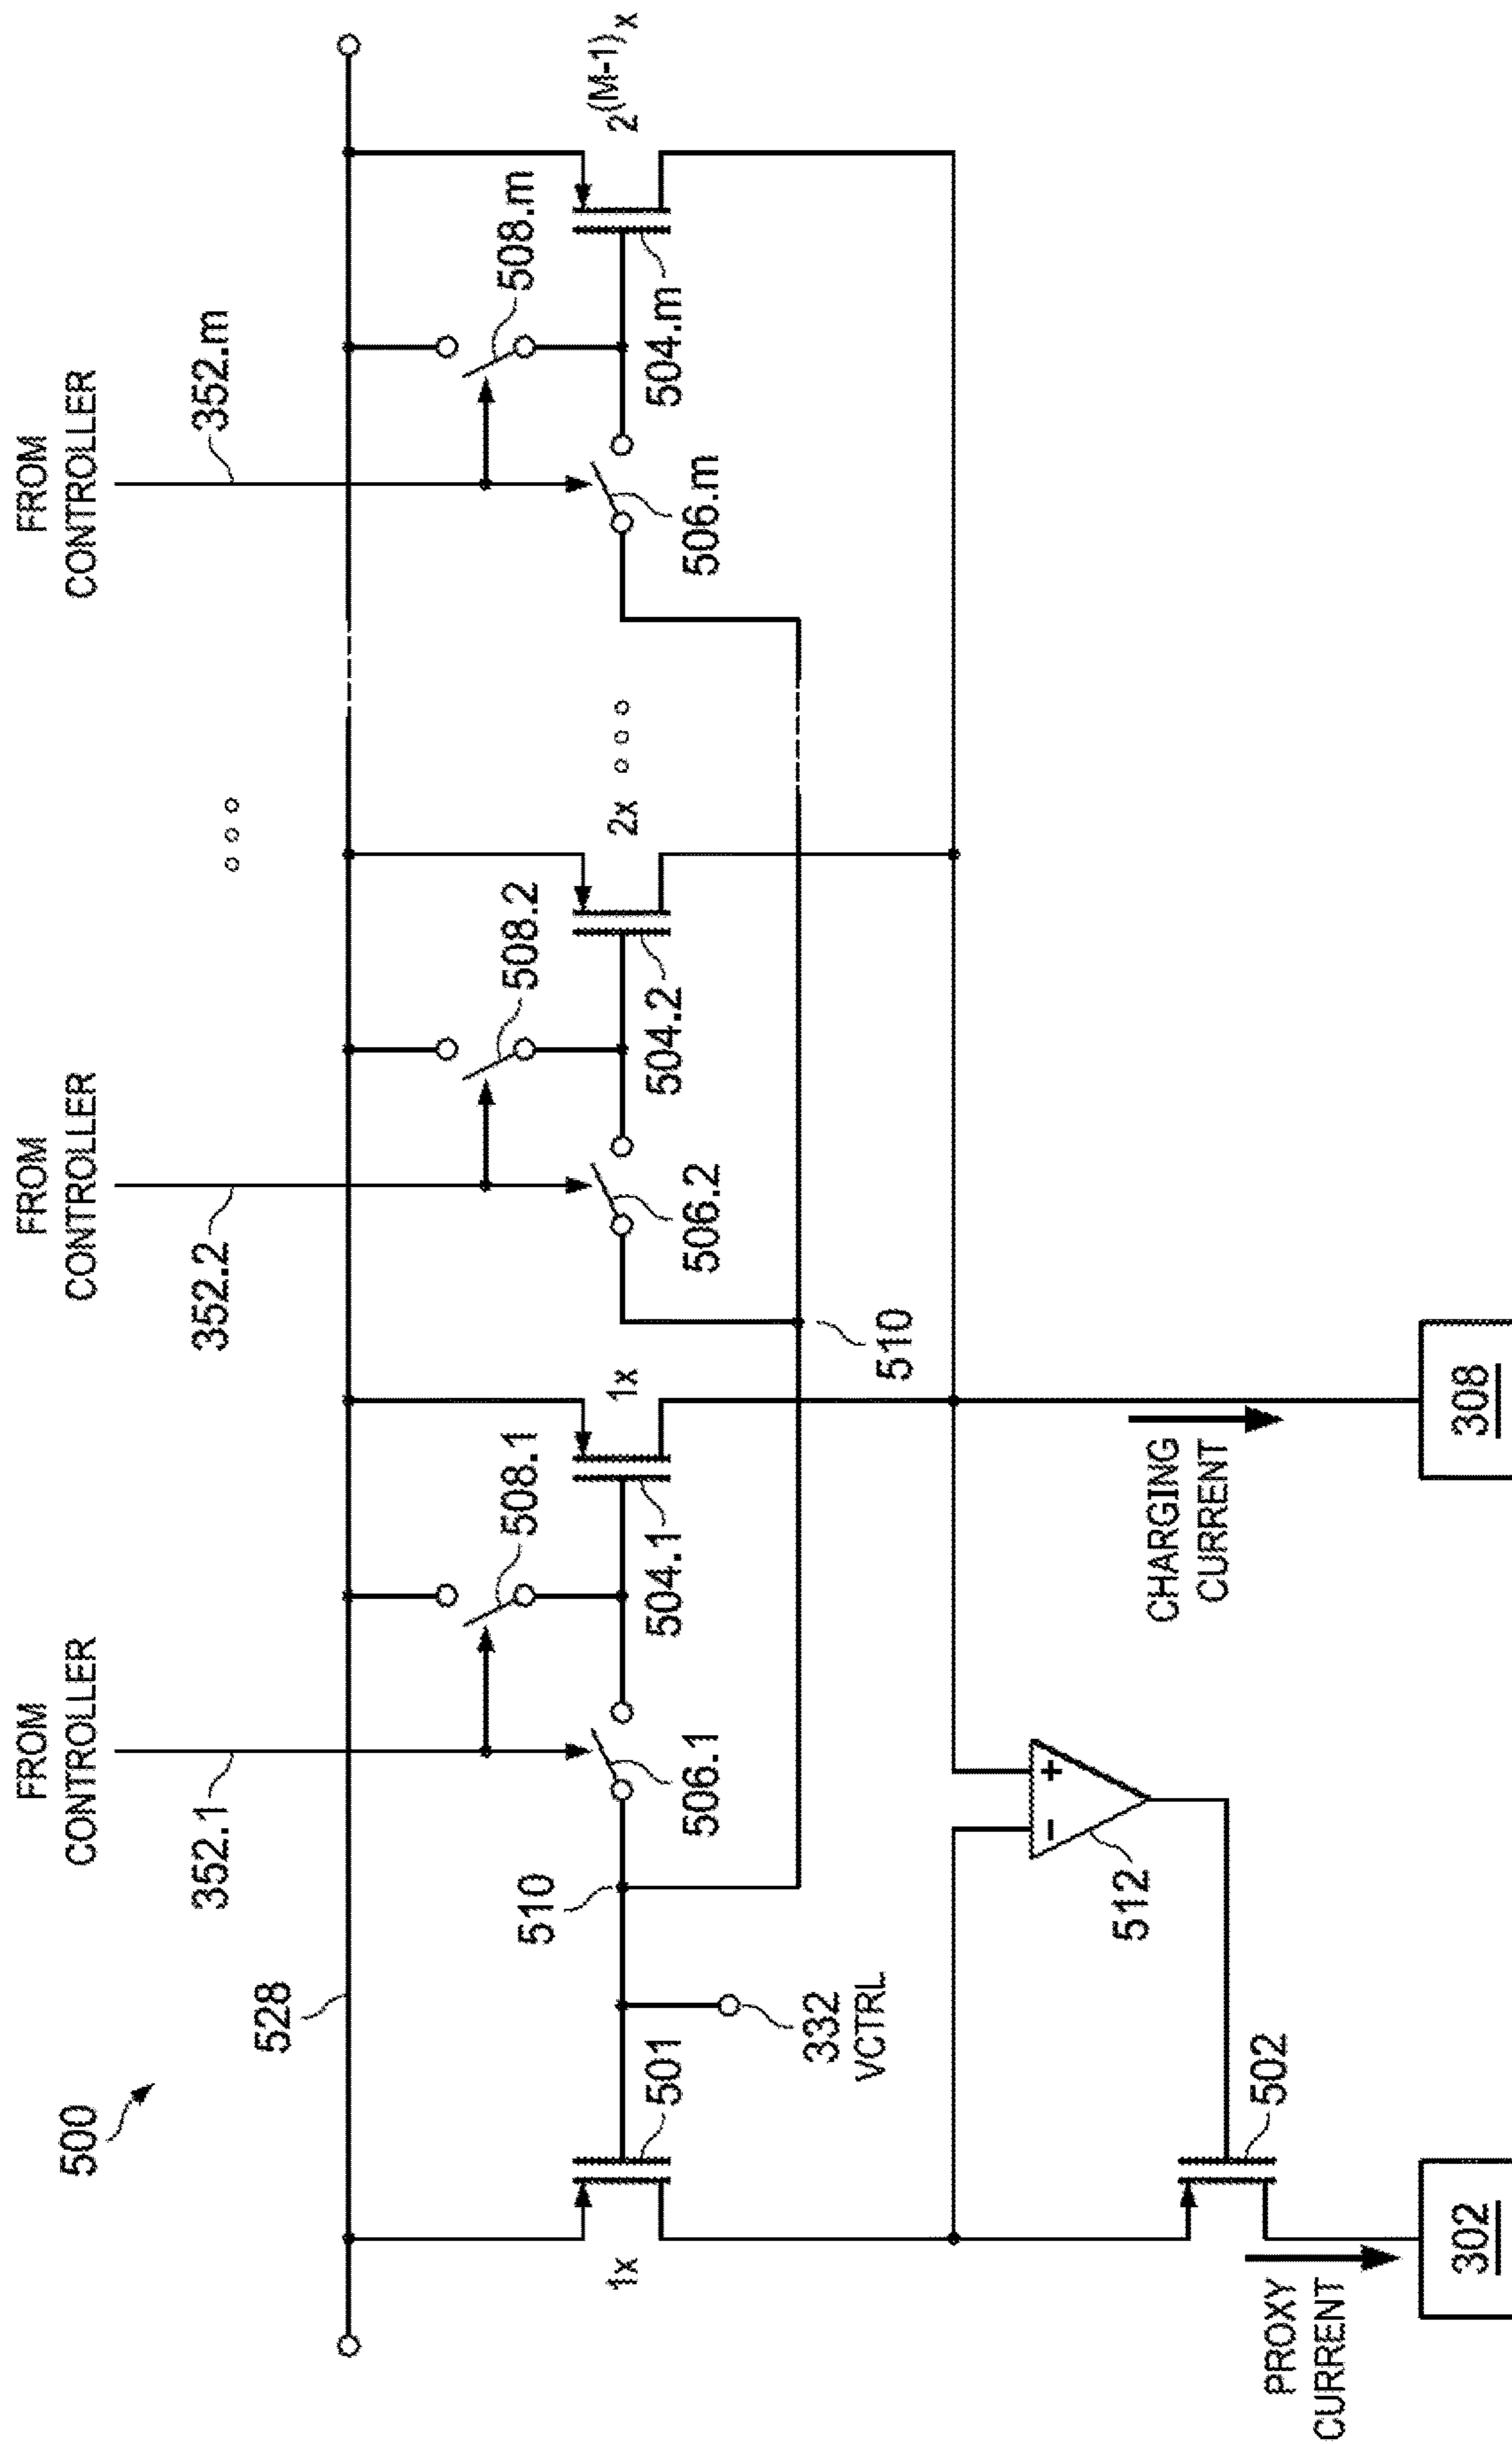 500
528
FROM
CONTROLLER
352.1
FROM
CONTROLLER
352.2
FROM
CONTROLLER
352.m
1x
501
332
VCTRL
510
506.1
508.1
504.1
1x
510
506.2
508.2
504.2
2x
506.m
508.m
504.m
2(M-1)x
512
- +
502
PROXY
CURRENT
302
CHARGING
CURRENT
308